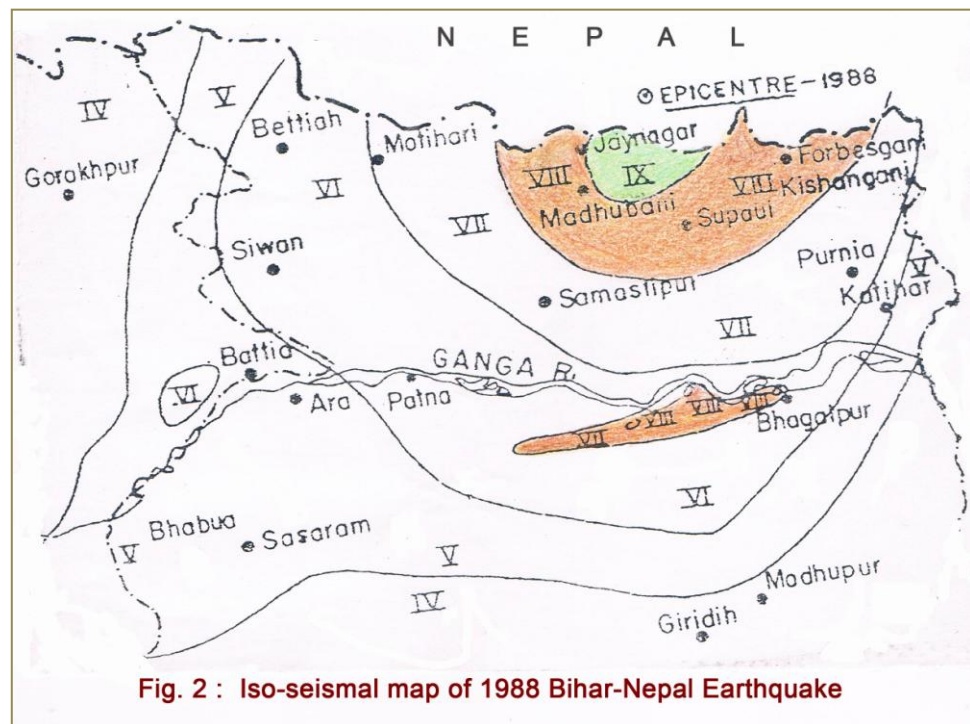 N E P A L
EPICENTRE-1988
IV
V
Bettiah
Motihari
Jaynagar
Forbesganj
Gorakhpur
VI
VIII
IX
VIII
Kishanganj
Madhubani
Supaul
VII
Siwan
Purnia
V
Samastipur
Katihar
VII
Battia
GANGA R.
VI
Ara
Patna
VII
VIII
VIII
VIII
Bhagalpur
VI
Bhabua
V
Sasaram
V
IV
Madhupur
Giridih
Fig. 2 : Iso-seismal map of 1988 Bihar-Nepal Earthquake